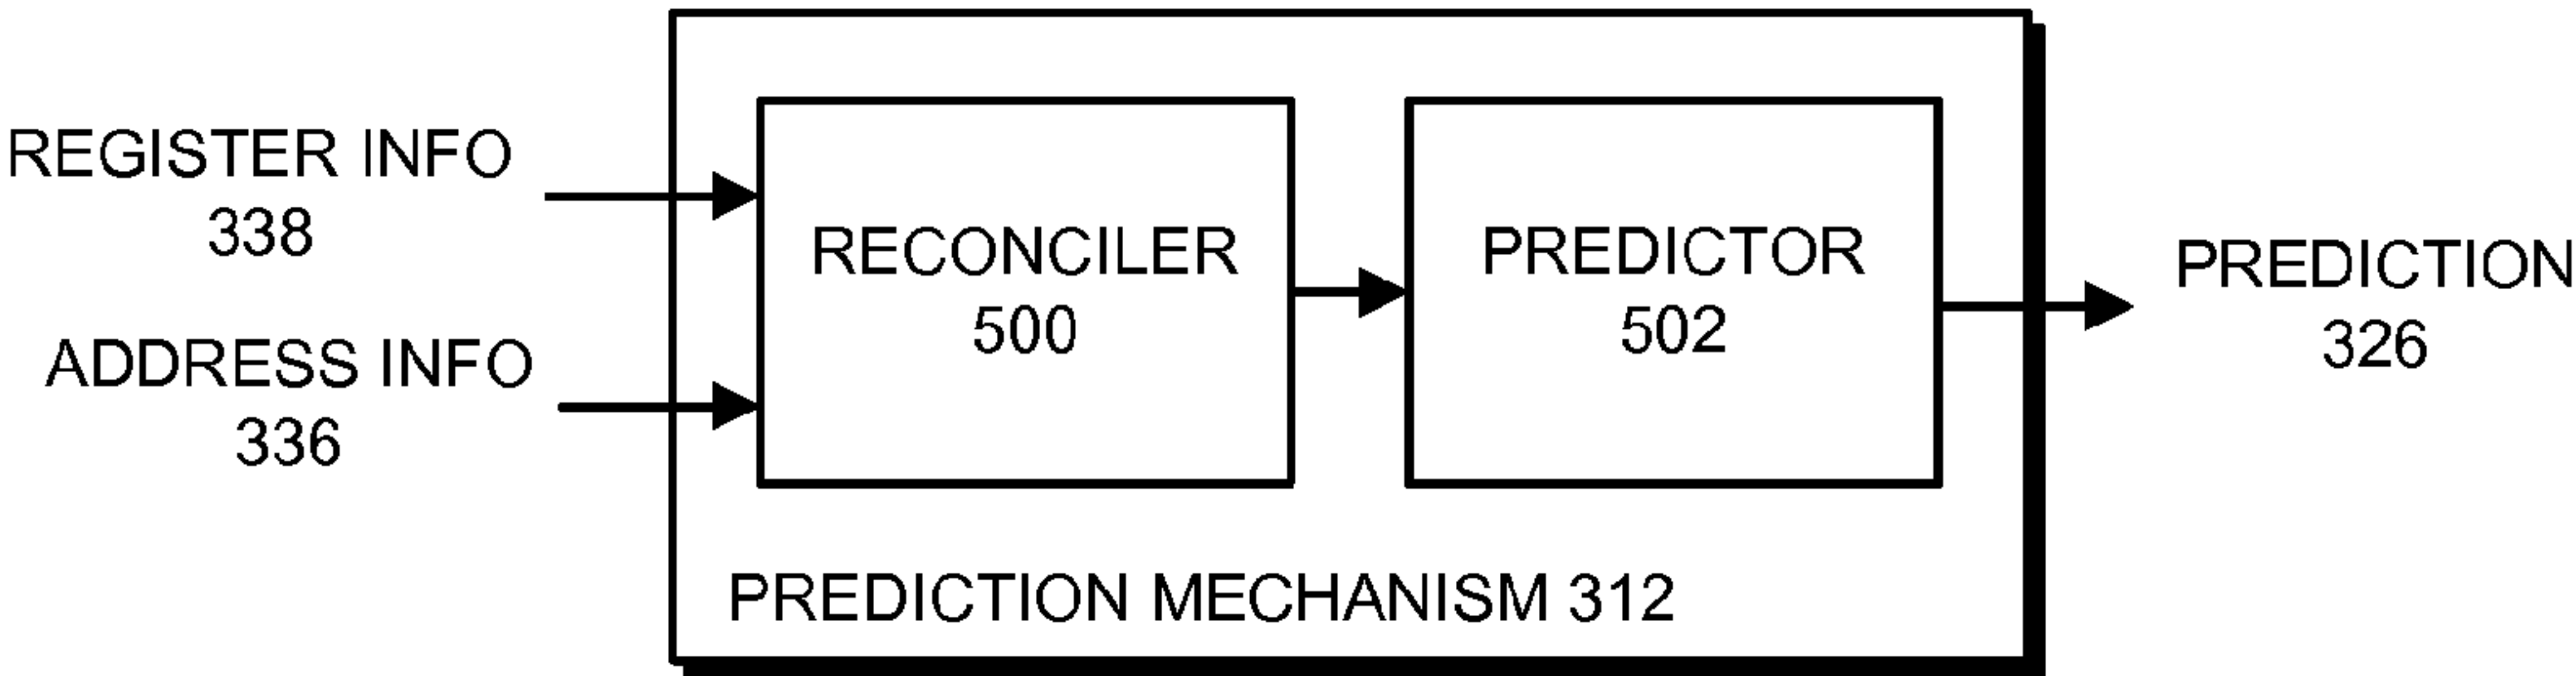 REGISTER INFO
338
ADDRESS INFO
336
RECONCILER
500
PREDICTOR
502
PREDICTION
326
PREDICTION MECHANISM 312